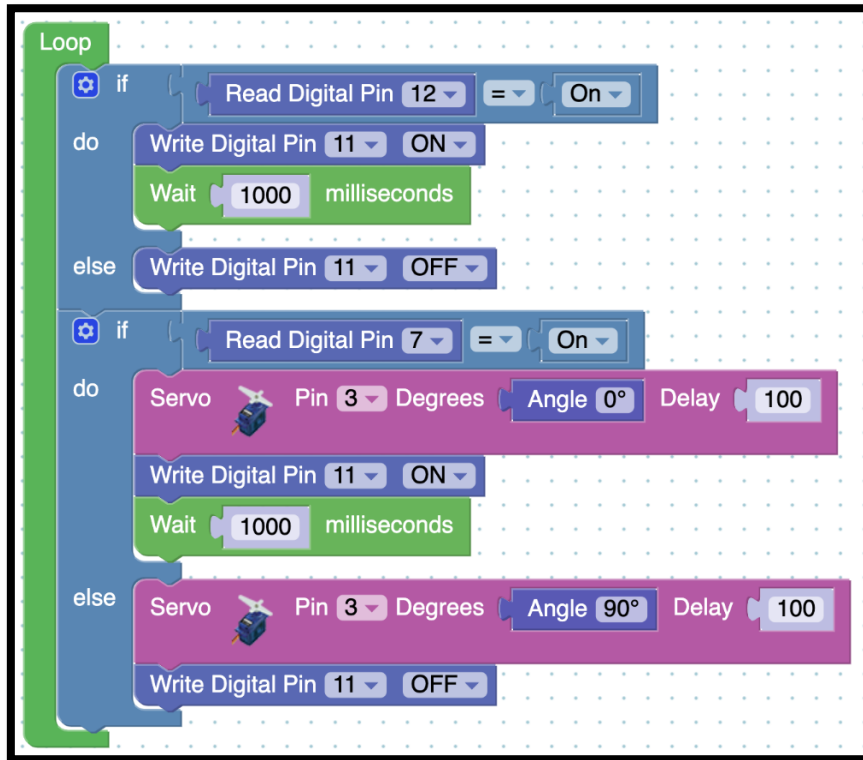 Loop
if Read Digital Pin 12 = On
do Write Digital Pin 11 ON
Wait 1000 milliseconds
else Write Digital Pin 11 OFF
if Read Digital Pin 7 = On
do Servo Pin 3 Degrees Angle 0° Delay 100
Write Digital Pin 11 ON
Wait 1000 milliseconds
else Servo Pin 3 Degrees Angle 90° Delay 100
Write Digital Pin 11 OFF